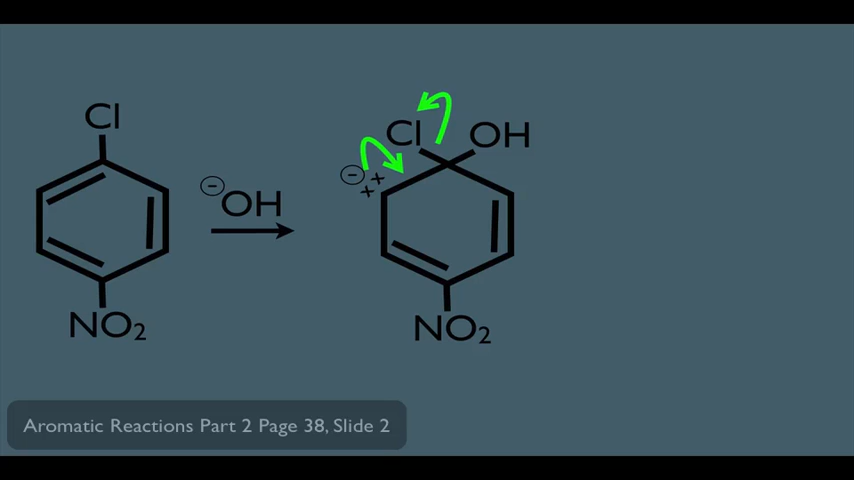 Cl
⊖OH
NO₂
⊖
Cl
OH
NO₂
Aromatic Reactions Part 2 Page 38, Slide 2